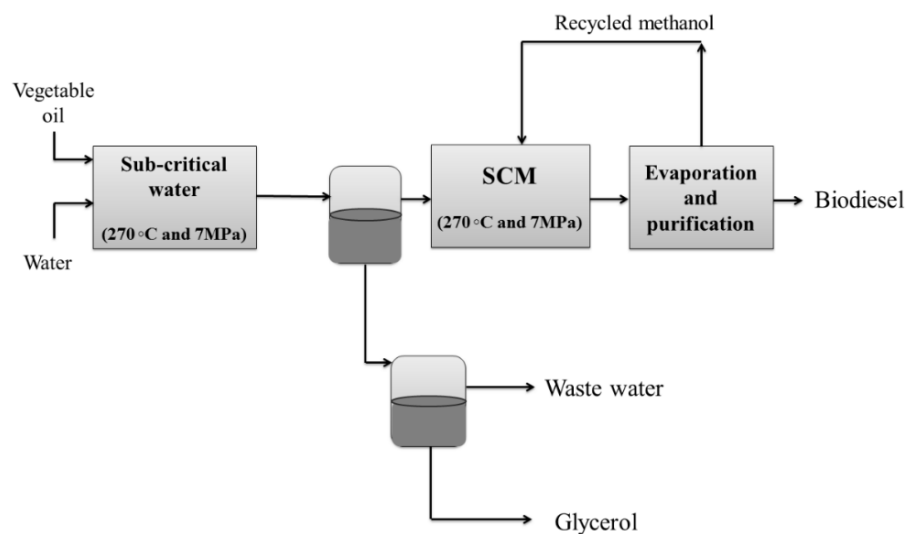 Recycled methanol
Vegetable
oil
Sub-critical
water
(270 ◦C and 7MPa)
Water
SCM
(270 ◦C and 7MPa)
Evaporation
and
purification
Biodiesel
Waste water
Glycerol